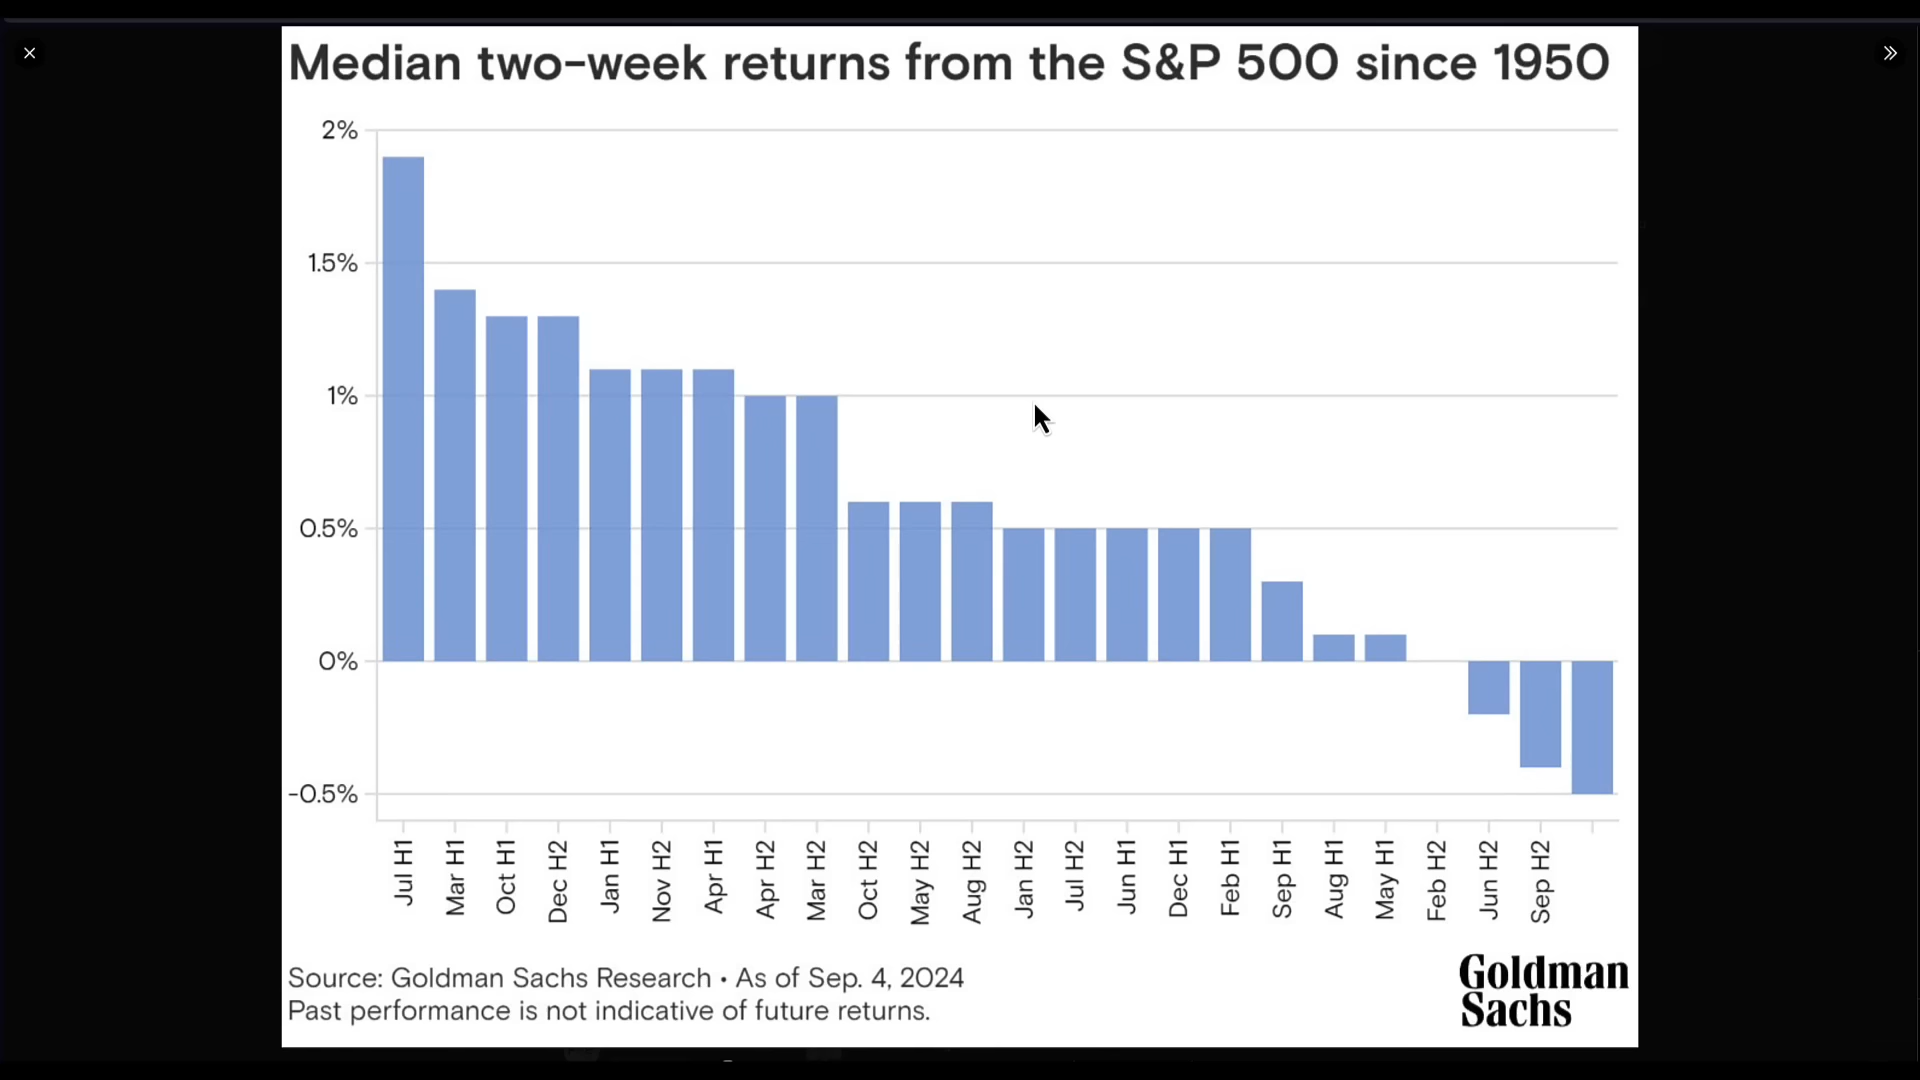 Median two-week returns from the S&P 500 since 1950
2%
1.5%
1%
0.5%
0%
-0.5%
Jul H1
Mar H1
Oct H1
Dec H2
Jan H1
Nov H2
Apr H1
Apr H2
Mar H2
Oct H2
May H2
Aug H2
Jan H2
Jul H2
Jun H1
Dec H1
Feb H1
Sep H1
Aug H1
May H1
Feb H2
Jun H2
Sep H2
Source: Goldman Sachs Research • As of Sep. 4, 2024
Past performance is not indicative of future returns.
Goldman
Sachs